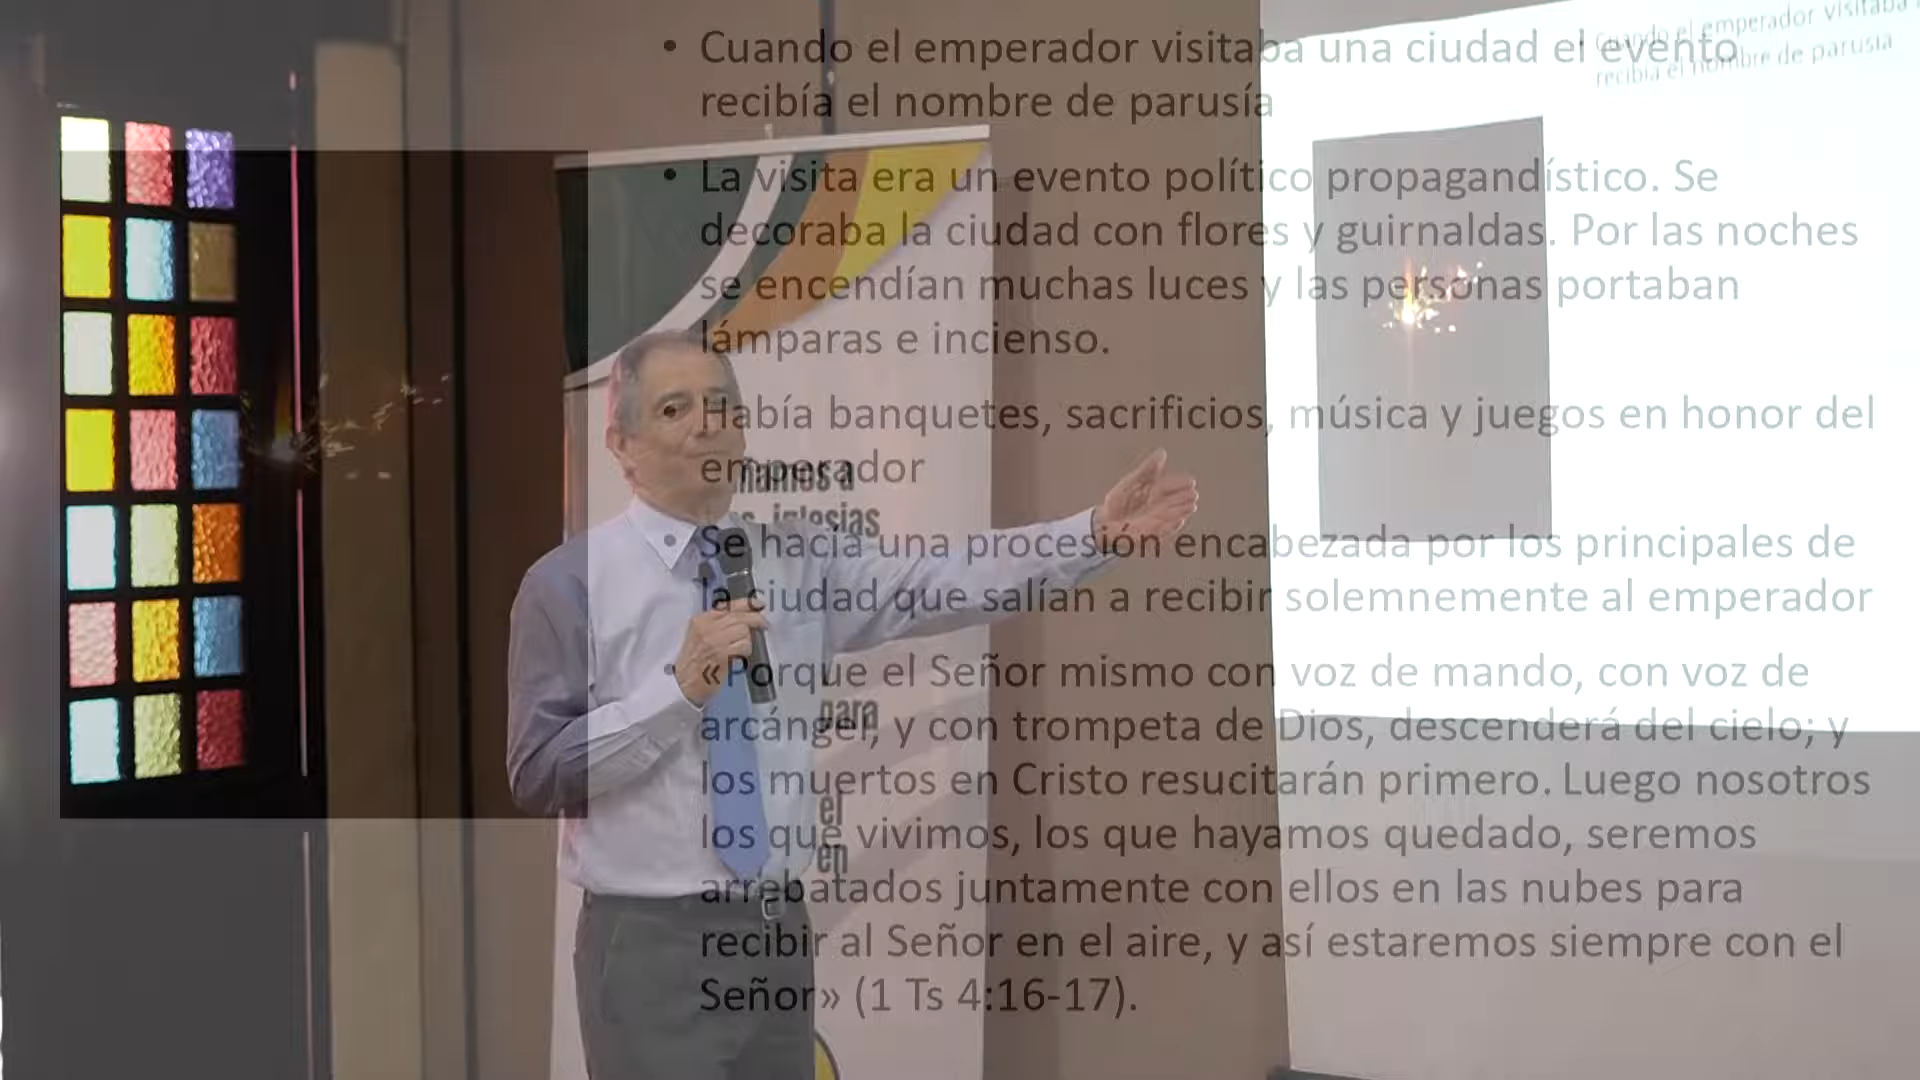 • Cuando el emperador visitaba una ciudad el evento
recibía el nombre de parusía
• La visita era un evento político propagandístico. Se
decoraba la ciudad con flores y guirnaldas. Por las noches
se encendían muchas luces y las personas portaban
lámparas e incienso.
• Había banquetes, sacrificios, música y juegos en honor del
emperador
• Se hacía una procesión encabezada por los principales de
la ciudad que salían a recibir solemnemente al emperador
• «Porque el Señor mismo con voz de mando, con voz de
arcángel, y con trompeta de Dios, descenderá del cielo; y
los muertos en Cristo resucitarán primero. Luego nosotros
los que vivimos, los que hayamos quedado, seremos
arrebatados juntamente con ellos en las nubes para
recibir al Señor en el aire, y así estaremos siempre con el
Señor» (1 Ts 4:16-17).
• Cuando el emperador visitaba
recibía el nombre de parusía
a
iglesias
para
el
en